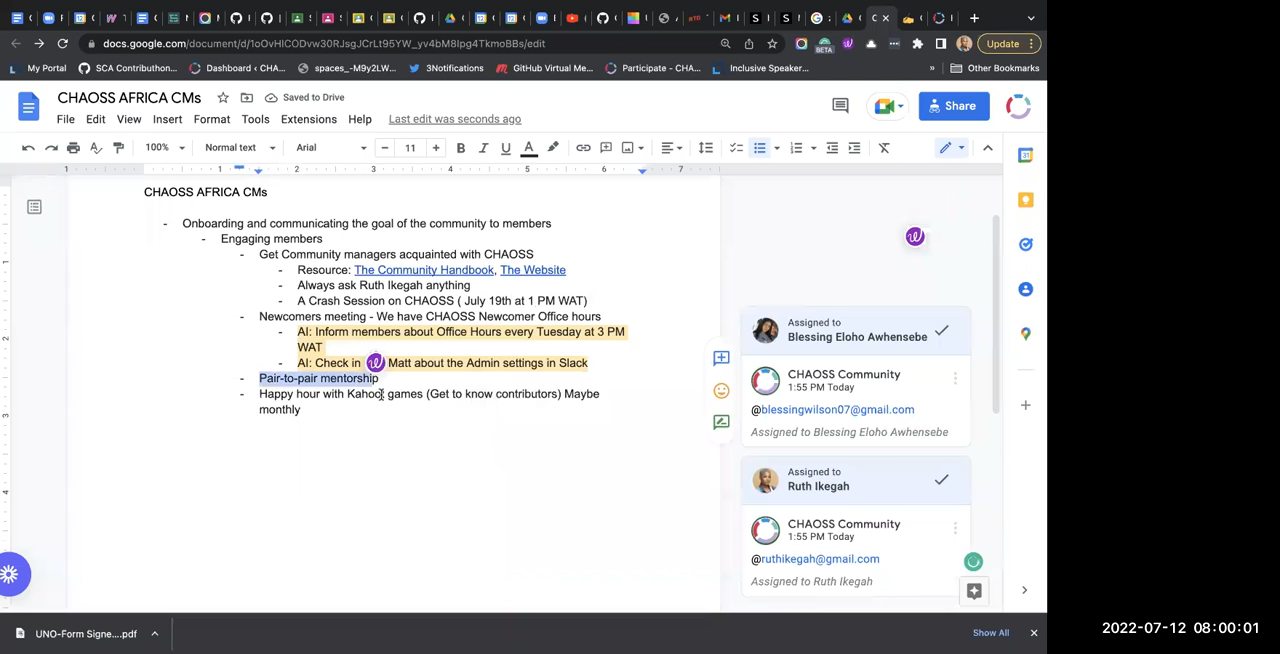 docs.google.com/document/d/1oOvHlCODvw30RJsgJCrLt95YW_yv4bM8Ipg4TkmoBBs/edit
Update
My Portal
SCA Contributhon...
Dashboard ‹ CHA...
spaces_-M9y2LW...
3Notifications
GitHub Virtual Me...
Participate - CHA...
Inclusive Speaker...
»
Other Bookmarks
CHAOSS AFRICA CMs
Saved to Drive
File Edit View Insert Format Tools Extensions Help Last edit was seconds ago
Share
100% Normal text Arial 11
CHAOSS AFRICA CMs
- Onboarding and communicating the goal of the community to members
- Engaging members
- Get Community managers acquainted with CHAOSS
- Resource: The Community Handbook, The Website
- Always ask Ruth Ikegah anything
- A Crash Session on CHAOSS ( July 19th at 1 PM WAT)
- Newcomers meeting - We have CHAOSS Newcomer Office hours
- AI: Inform members about Office Hours every Tuesday at 3 PM
WAT
- AI: Check in Matt about the Admin settings in Slack
- Pair-to-pair mentorship
- Happy hour with Kahoot games (Get to know contributors) Maybe
monthly
Assigned to
Blessing Eloho Awhensebe
CHAOSS Community
1:55 PM Today
@blessingwilson07@gmail.com
Assigned to Blessing Eloho Awhensebe
Assigned to
Ruth Ikegah
CHAOSS Community
1:55 PM Today
@ruthikegah@gmail.com
Assigned to Ruth Ikegah
UNO-Form Signe....pdf
Show All
2022-07-12 08:00:01